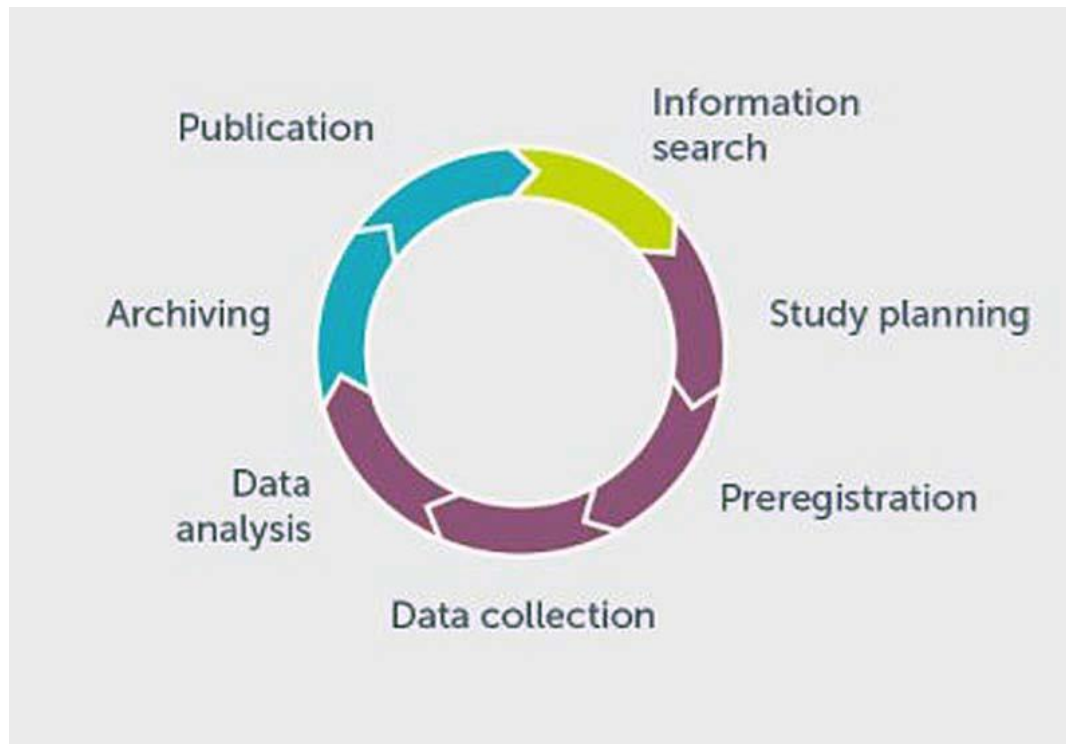 Information
search
Study planning
Preregistration
Data collection
Data
analysis
Archiving
Publication